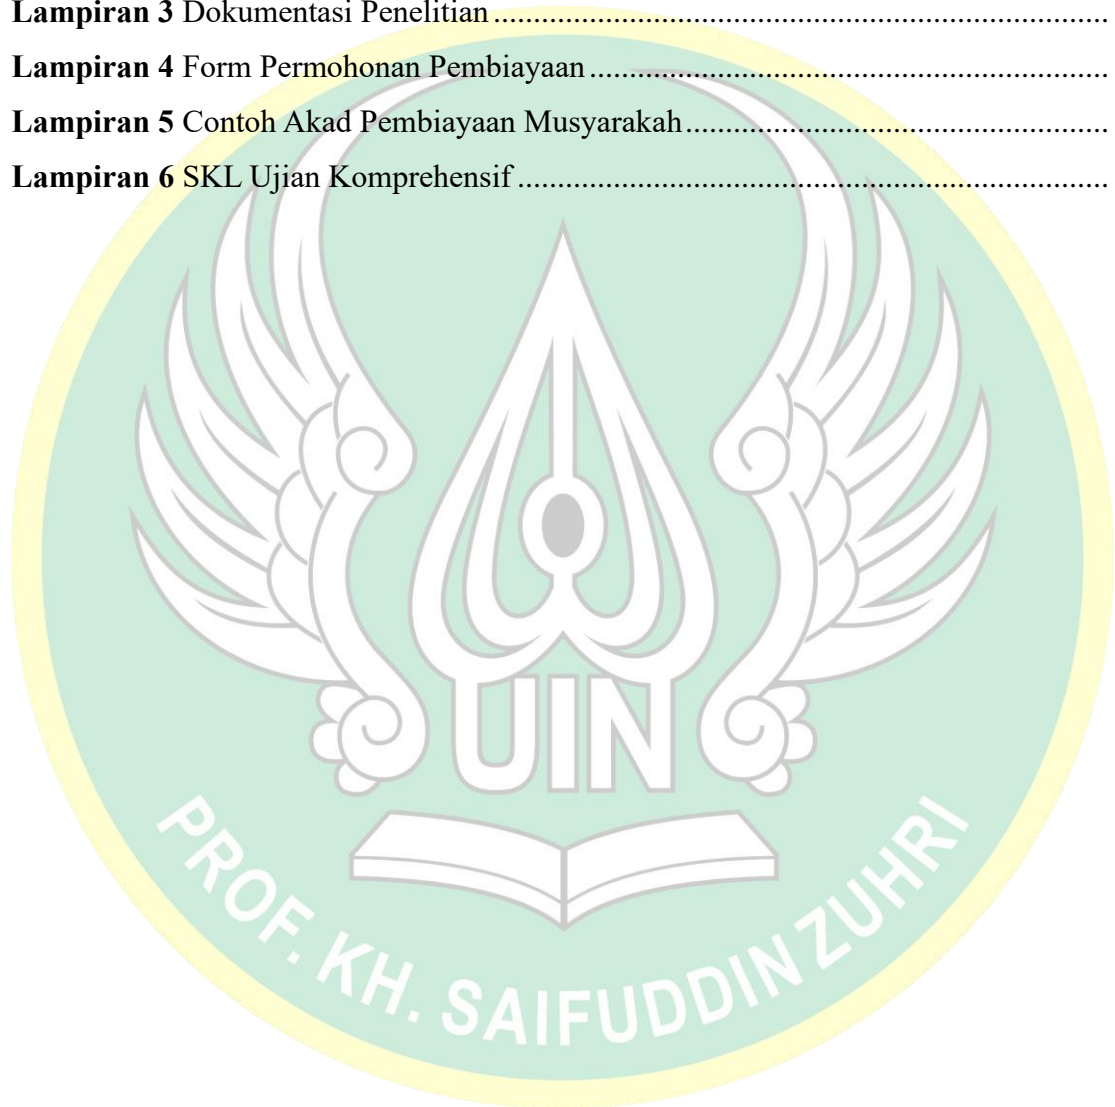 Lampiran 3 Dokumentasi Penelitian ........................................................................
Lampiran 4 Form Permohonan Pembiayaan ............................................................
Lampiran 5 Contoh Akad Pembiayaan Musyarakah ................................................
Lampiran 6 SKL Ujian Komprehensif .....................................................................
UIN
PROF. KH. SAIFUDDIN ZUHRI